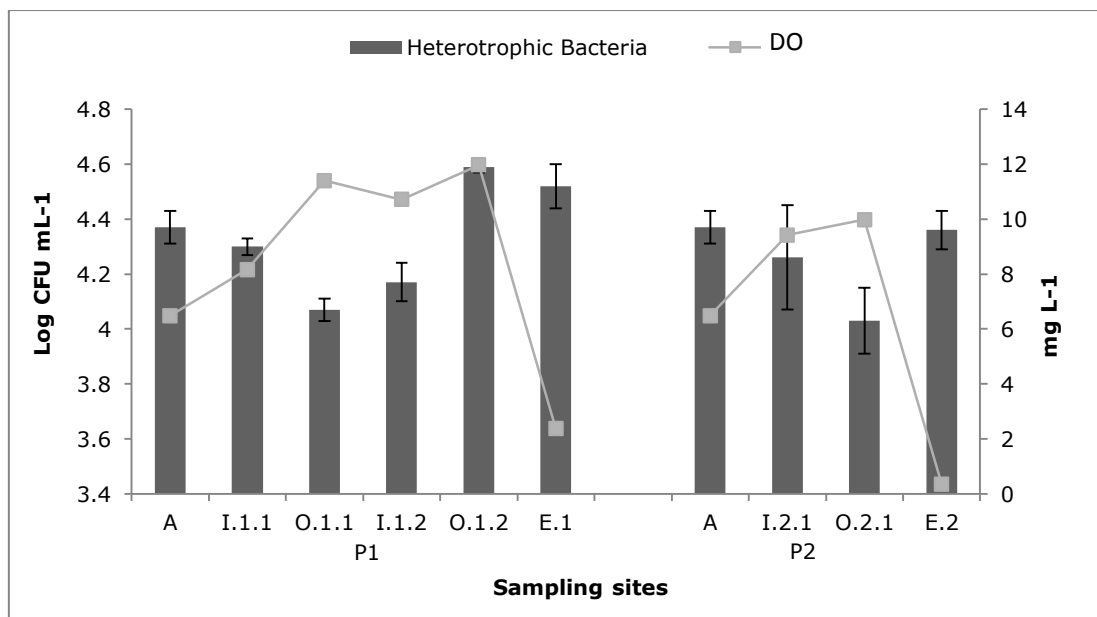 Heterotrophic Bacteria DO
Log CFU mL-1
4.8
4.6
4.4
4.2
4
3.8
3.6
3.4
14
12
10
8
6
4
2
0
mg L-1
A I.1.1 O.1.1 I.1.2 O.1.2 E.1 A I.2.1 O.2.1 E.2
P1 P2
Sampling sites